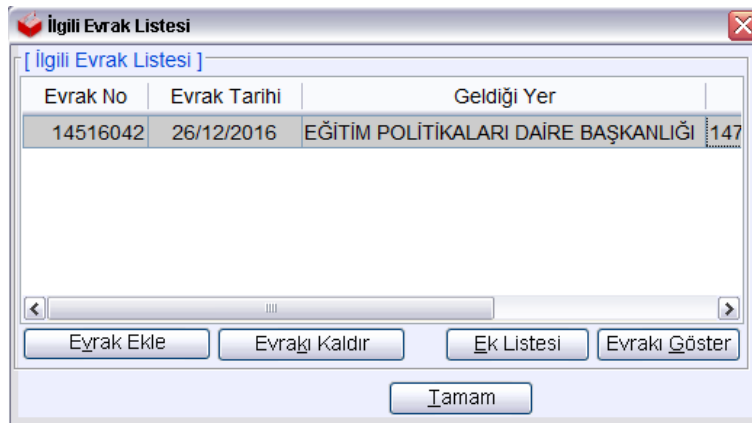 İlgili Evrak Listesi
[ İlgili Evrak Listesi ]
Evrak No Evrak Tarihi Geldiği Yer
14516042 26/12/2016 EĞİTİM POLİTİKALARI DAİRE BAŞKANLIĞI 147
Evrak Ekle Evrakı Kaldır Ek Listesi Evrakı Göster
Tamam